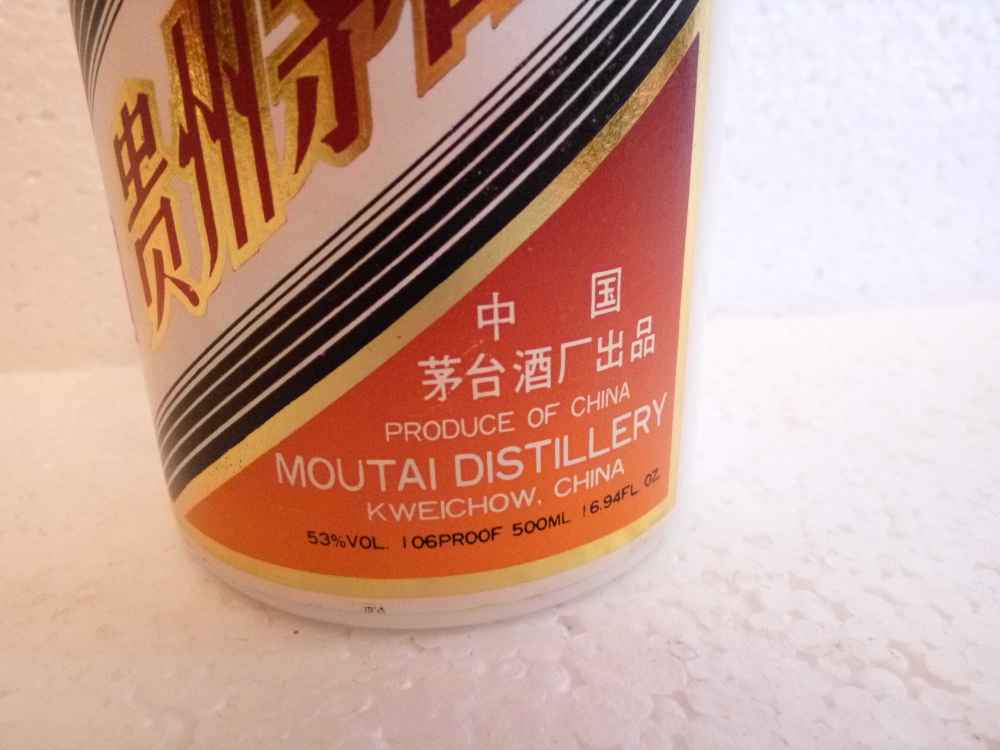 贵州茅台
中国
茅台酒厂出品
PRODUCE OF CHINA
MOUTAI DISTILLERY
KWEICHOW, CHINA
53%VOL. 106PROOF 500ML 16.94FL. OZ.